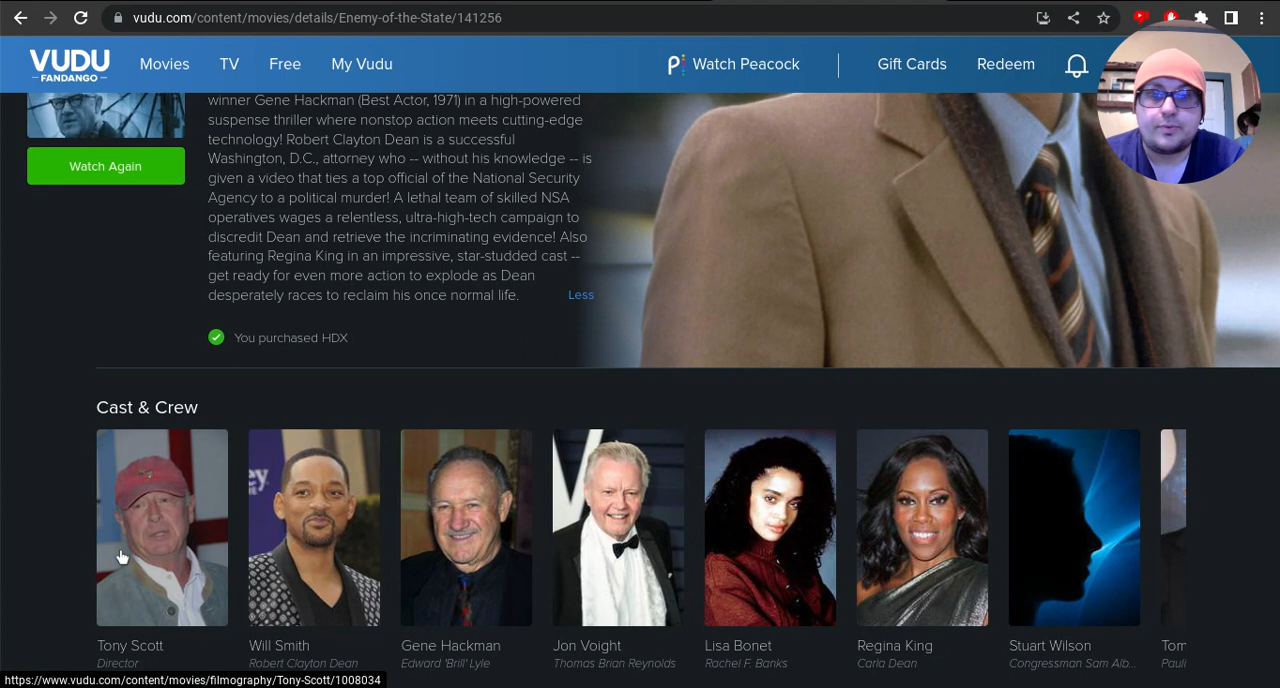 vudu.com/content/movies/details/Enemy-of-the-State/141256
VUDU
FANDANGO
Movies
TV
Free
My Vudu
Watch Peacock
Gift Cards
Redeem
winner Gene Hackman (Best Actor, 1971) in a high-powered
suspense thriller where nonstop action meets cutting-edge
technology! Robert Clayton Dean is a successful
Washington, D.C., attorney who -- without his knowledge -- is
given a video that ties a top official of the National Security
Agency to a political murder! A lethal team of skilled NSA
operatives wages a relentless, ultra-high-tech campaign to
discredit Dean and retrieve the incriminating evidence! Also
featuring Regina King in an impressive, star-studded cast --
get ready for even more action to explode as Dean
desperately races to reclaim his once normal life.
Less
Watch Again
You purchased HDX
Cast & Crew
Tony Scott
Director
Will Smith
Robert Clayton Dean
Gene Hackman
Edward 'Brill' Lyle
Jon Voight
Thomas Brian Reynolds
Lisa Bonet
Rachel F. Banks
Regina King
Carla Dean
Stuart Wilson
Congressman Sam Alb...
Tom
Pauli
https://www.vudu.com/content/movies/filmography/Tony-Scott/1008034